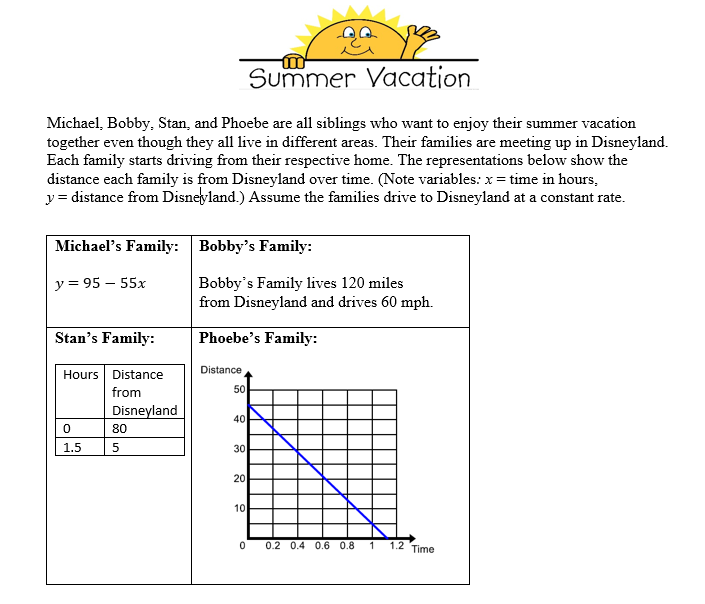 Summer Vacation
Michael, Bobby, Stan, and Phoebe are all siblings who want to enjoy their summer vacation
together even though they all live in different areas. Their families are meeting up in Disneyland.
Each family starts driving from their respective home. The representations below show the
distance each family is from Disneyland over time. (Note variables: x = time in hours,
y = distance from Disneyland.) Assume the families drive to Disneyland at a constant rate.
Michael's Family:
y = 95 – 55x
Bobby's Family:
Bobby's Family lives 120 miles
from Disneyland and drives 60 mph.
Stan's Family:
Hours Distance
from
Disneyland
0 80
1.5 5
Phoebe's Family:
Distance
50
40
30
20
10
0 0.2 0.4 0.6 0.8 1 1.2 Time